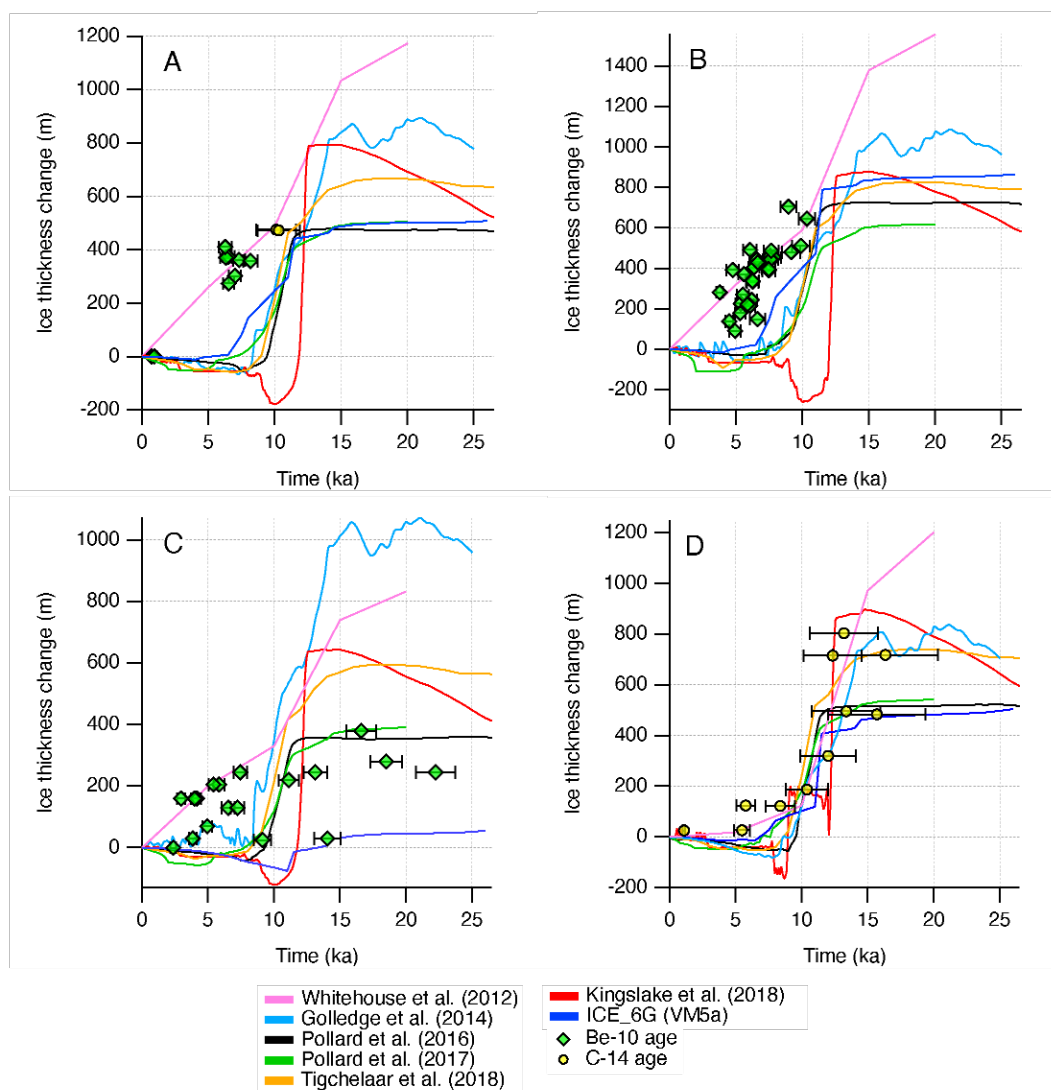 A
Ice thickness change (m)
1200
1000
800
600
400
200
0
-200
0 5 10 15 20 25
Time (ka)
B
Ice thickness change (m)
1400
1200
1000
800
600
400
200
0
-200
0 5 10 15 20 25
Time (ka)
C
Ice thickness change (m)
1000
800
600
400
200
0
0 5 10 15 20 25
Time (ka)
D
Ice thickness change (m)
1200
1000
800
600
400
200
0
-200
0 5 10 15 20 25
Time (ka)
Whitehouse et al. (2012)
Golledge et al. (2014)
Pollard et al. (2016)
Pollard et al. (2017)
Tigchelaar et al. (2018)
Kingslake et al. (2018)
ICE_6G (VM5a)
Be-10 age
C-14 age